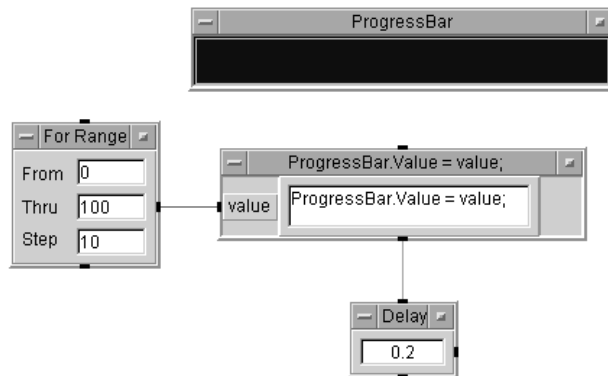 ProgressBar
For Range
From 0
Thru 100
Step 10
ProgressBar.Value = value;
value
ProgressBar.Value = value;
Delay
0.2